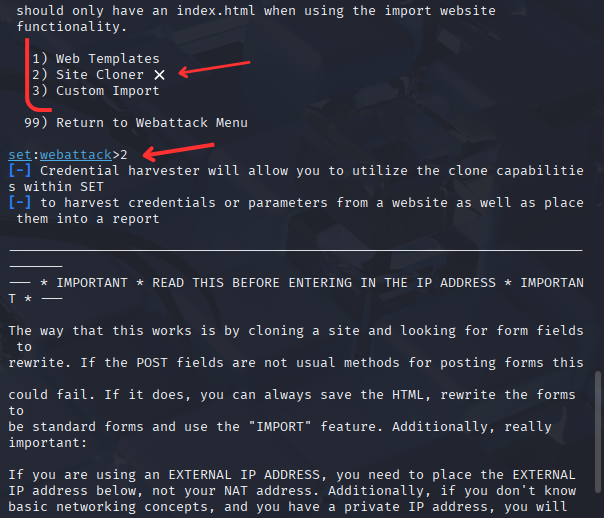 should only have an index.html when using the import website
functionality.
1) Web Templates
2) Site Cloner ×
3) Custom Import
99) Return to Webattack Menu
set:webattack>2
[-] Credential harvester will allow you to utilize the clone capabilitie
s within SET
[-] to harvest credentials or parameters from a website as well as place
them into a report
--- * IMPORTANT * READ THIS BEFORE ENTERING IN THE IP ADDRESS * IMPORTAN
T * ---
The way that this works is by cloning a site and looking for form fields
to
rewrite. If the POST fields are not usual methods for posting forms this
could fail. If it does, you can always save the HTML, rewrite the forms
to
be standard forms and use the "IMPORT" feature. Additionally, really
important:
If you are using an EXTERNAL IP ADDRESS, you need to place the EXTERNAL
IP address below, not your NAT address. Additionally, if you don't know
basic networking concepts, and you have a private IP address, you will